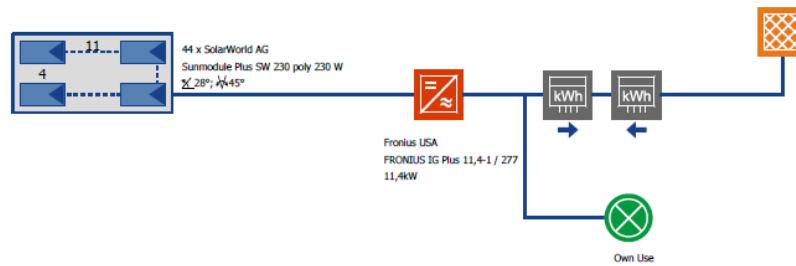 11
4
44 x SolarWorld AG
Sunmodule Plus SW 230 poly 230 W
28°; 45°
kWh
kWh
Fronius USA
FRONIUS IG Plus 11,4-1 / 277
11,4kW
Own Use